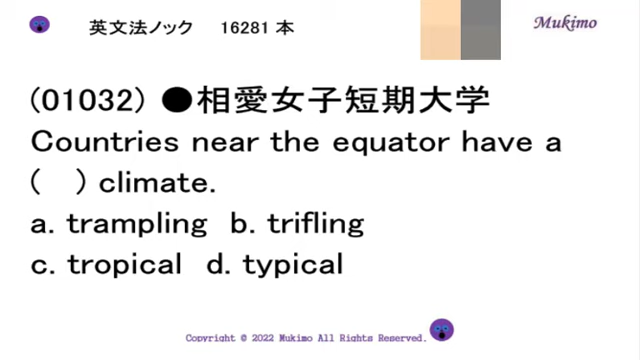 英文法ノック 16281 本
Mukimo
(01032) ●相愛女子短期大学
Countries near the equator have a
( ) climate.
a. trampling b. trifling
c. tropical d. typical
Copyright © 2022 Mukimo All Rights Reserved.